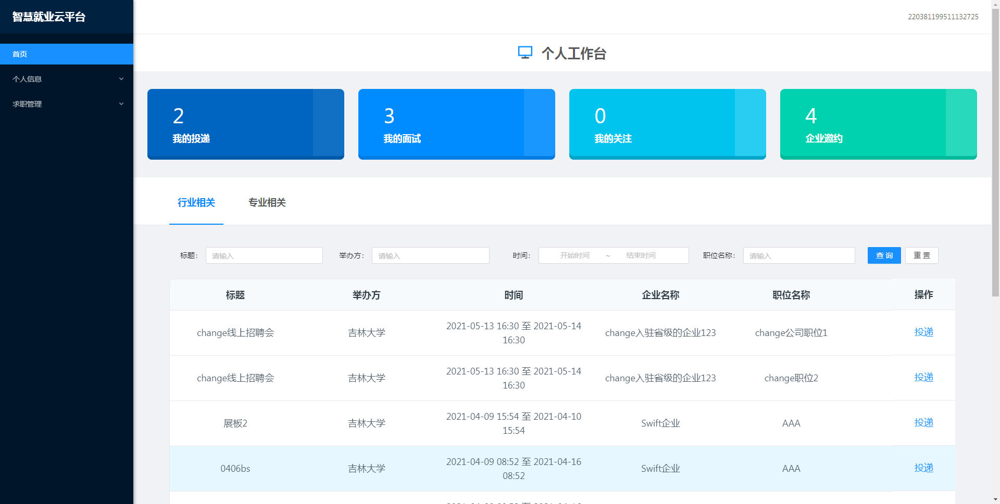 智慧就业云平台
220381199511132725
首页
个人信息
求职管理
个人工作台
2
我的投递
3
我的面试
0
我的关注
4
企业邀约
行业相关 专业相关
标题： 请输入 举办方： 请输入 时间： 开始时间 ~ 结束时间 职位名称： 请输入 查 询 重 置
标题 举办方 时间 企业名称 职位名称 操作
change线上招聘会 吉林大学 2021-05-13 16:30 至 2021-05-14 16:30 change入驻省级的企业123 change公司职位1 投递
change线上招聘会 吉林大学 2021-05-13 16:30 至 2021-05-14 16:30 change入驻省级的企业123 change职位2 投递
展板2 吉林大学 2021-04-09 15:54 至 2021-04-10 15:54 Swift企业 AAA 投递
0406bs 吉林大学 2021-04-09 08:52 至 2021-04-16 08:52 Swift企业 AAA 投递